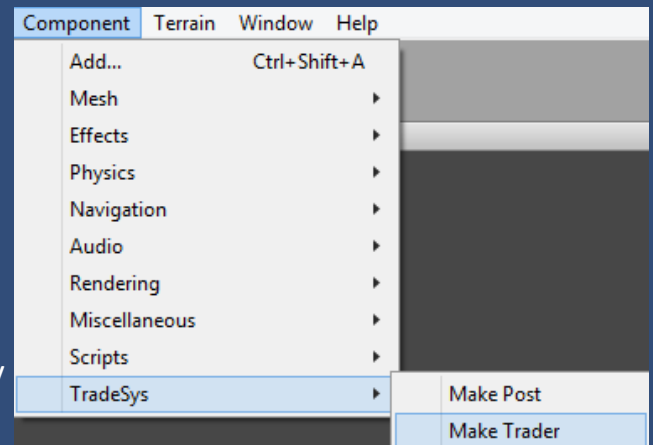 Component Terrain Window Help
Add... Ctrl+Shift+A
Mesh
Effects
Physics
Navigation
Audio
Rendering
Miscellaneous
Scripts
TradeSys
Make Post
Make Trader